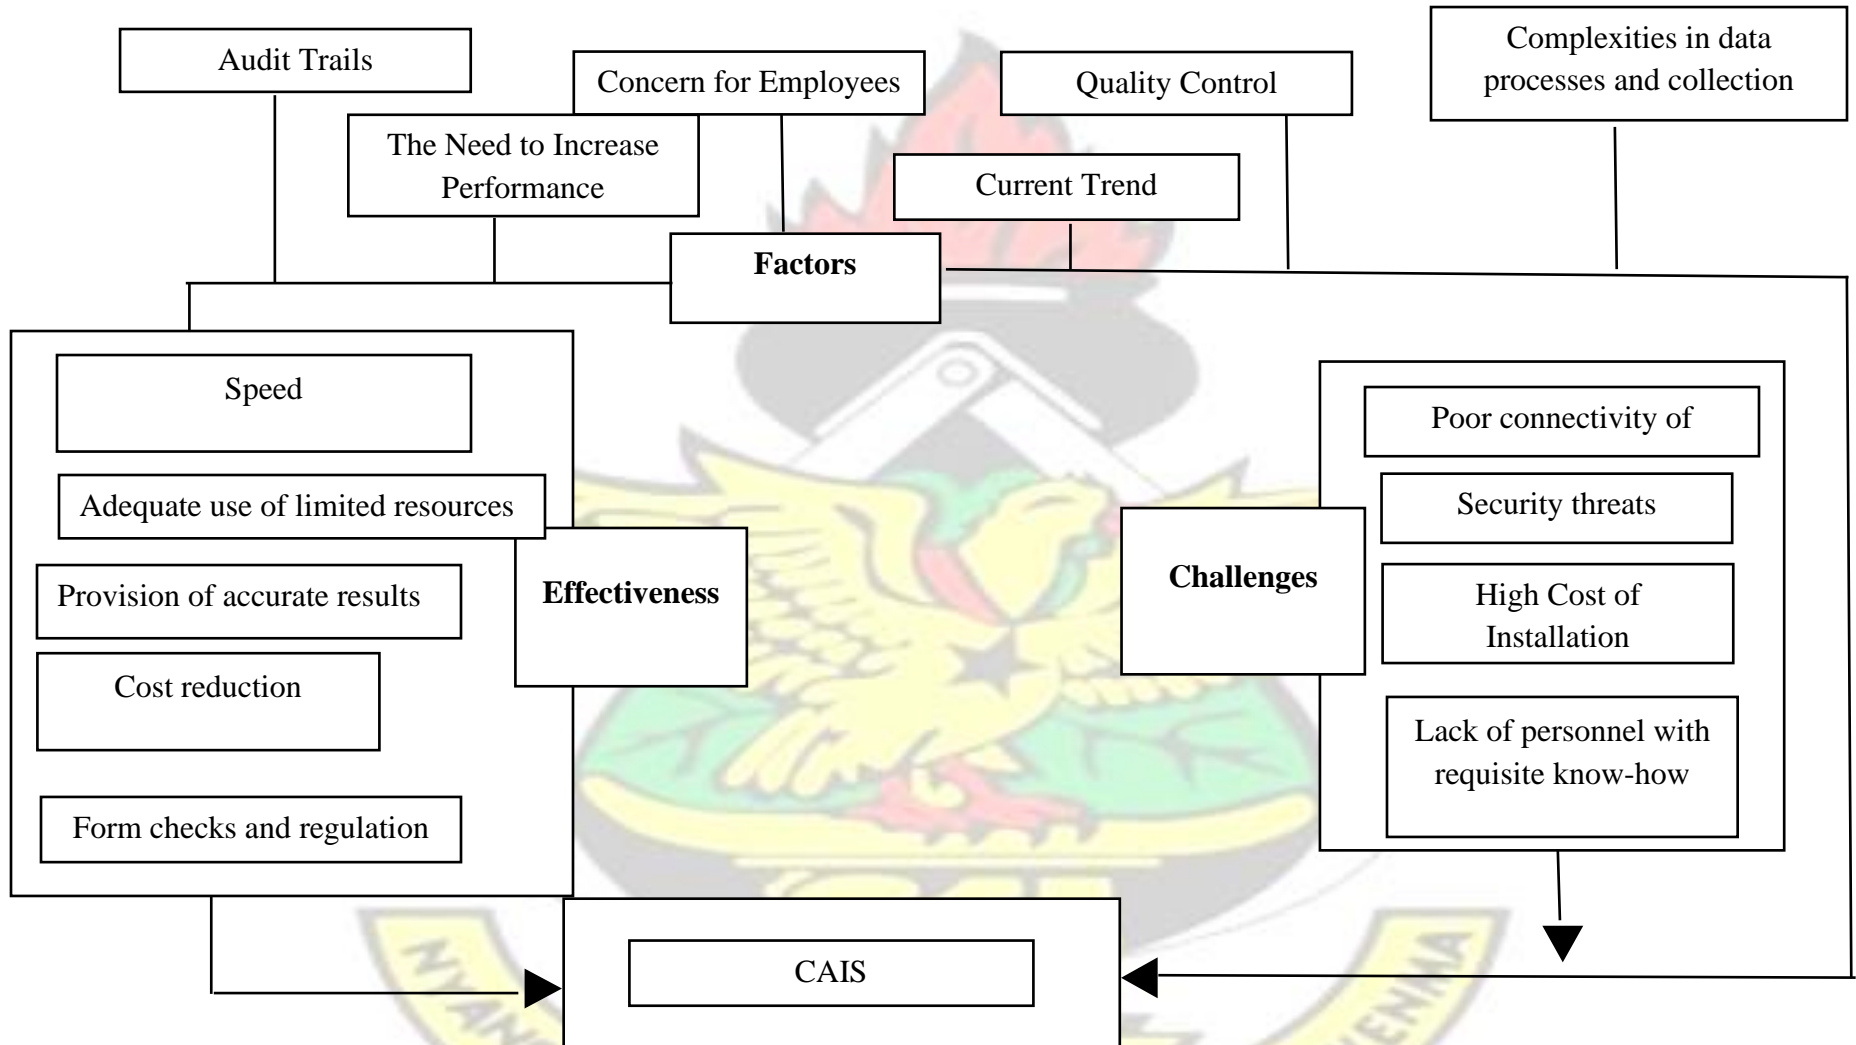 Audit Trails
Concern for Employees
Quality Control
Complexities in data
processes and collection
The Need to Increase
Performance
Current Trend
Factors
Speed
Adequate use of limited resources
Provision of accurate results
Cost reduction
Form checks and regulation
Effectiveness
Challenges
Poor connectivity of
Security threats
High Cost of
Installation
Lack of personnel with
requisite know-how
CAIS